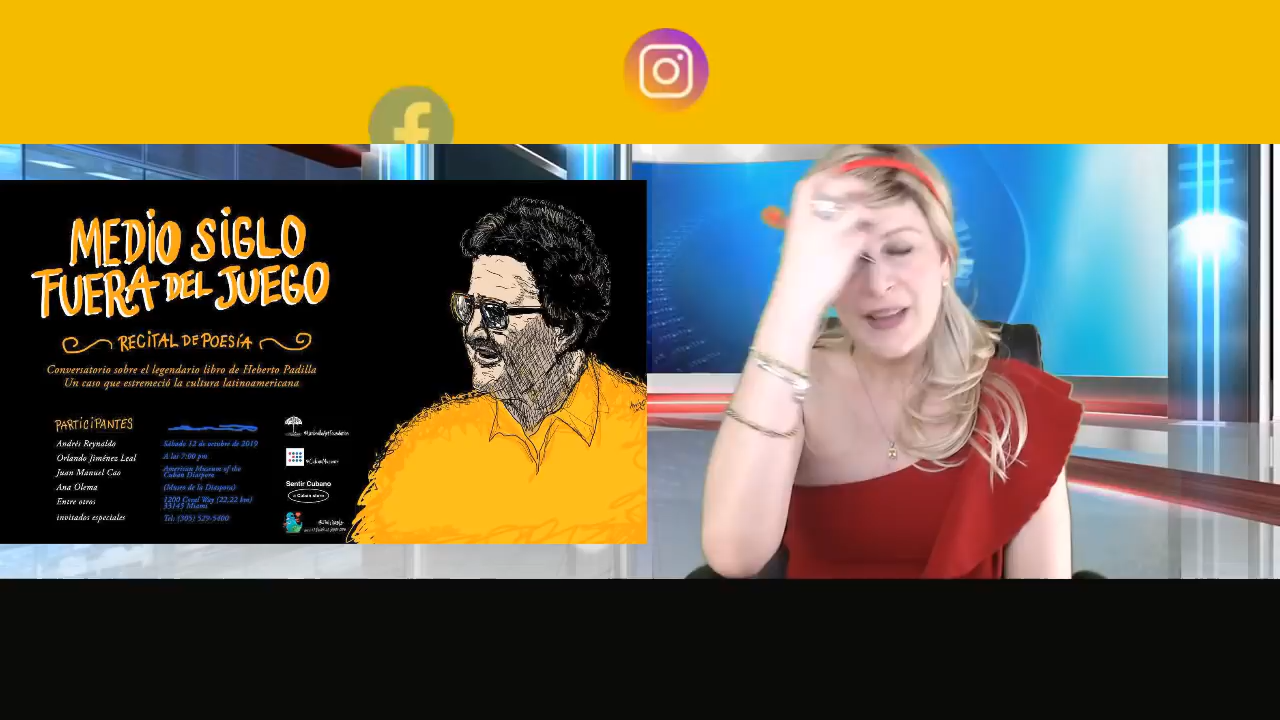 MEDIO SIGLO
FUERA DEL JUEGO
RECITAL DE POESÍA
Conversatorio sobre el legendario libro de Heberto Padilla
Un caso que estremeció la cultura latinoamericana
PARTICIPANTES
Andrés Reynaldo
Orlando Jiménez Leal
Juan Manuel Cao
Ana Olema
Entre otros
invitados especiales
Sábado 12 de octubre de 2019
A las 7:00 pm
American Museum of the
Cuban Diaspora
(Museo de la Diaspora)
1200 Coral Way (22,22 km)
33145 Miami
Tel: (305) 529-5400
Sentir Cubano